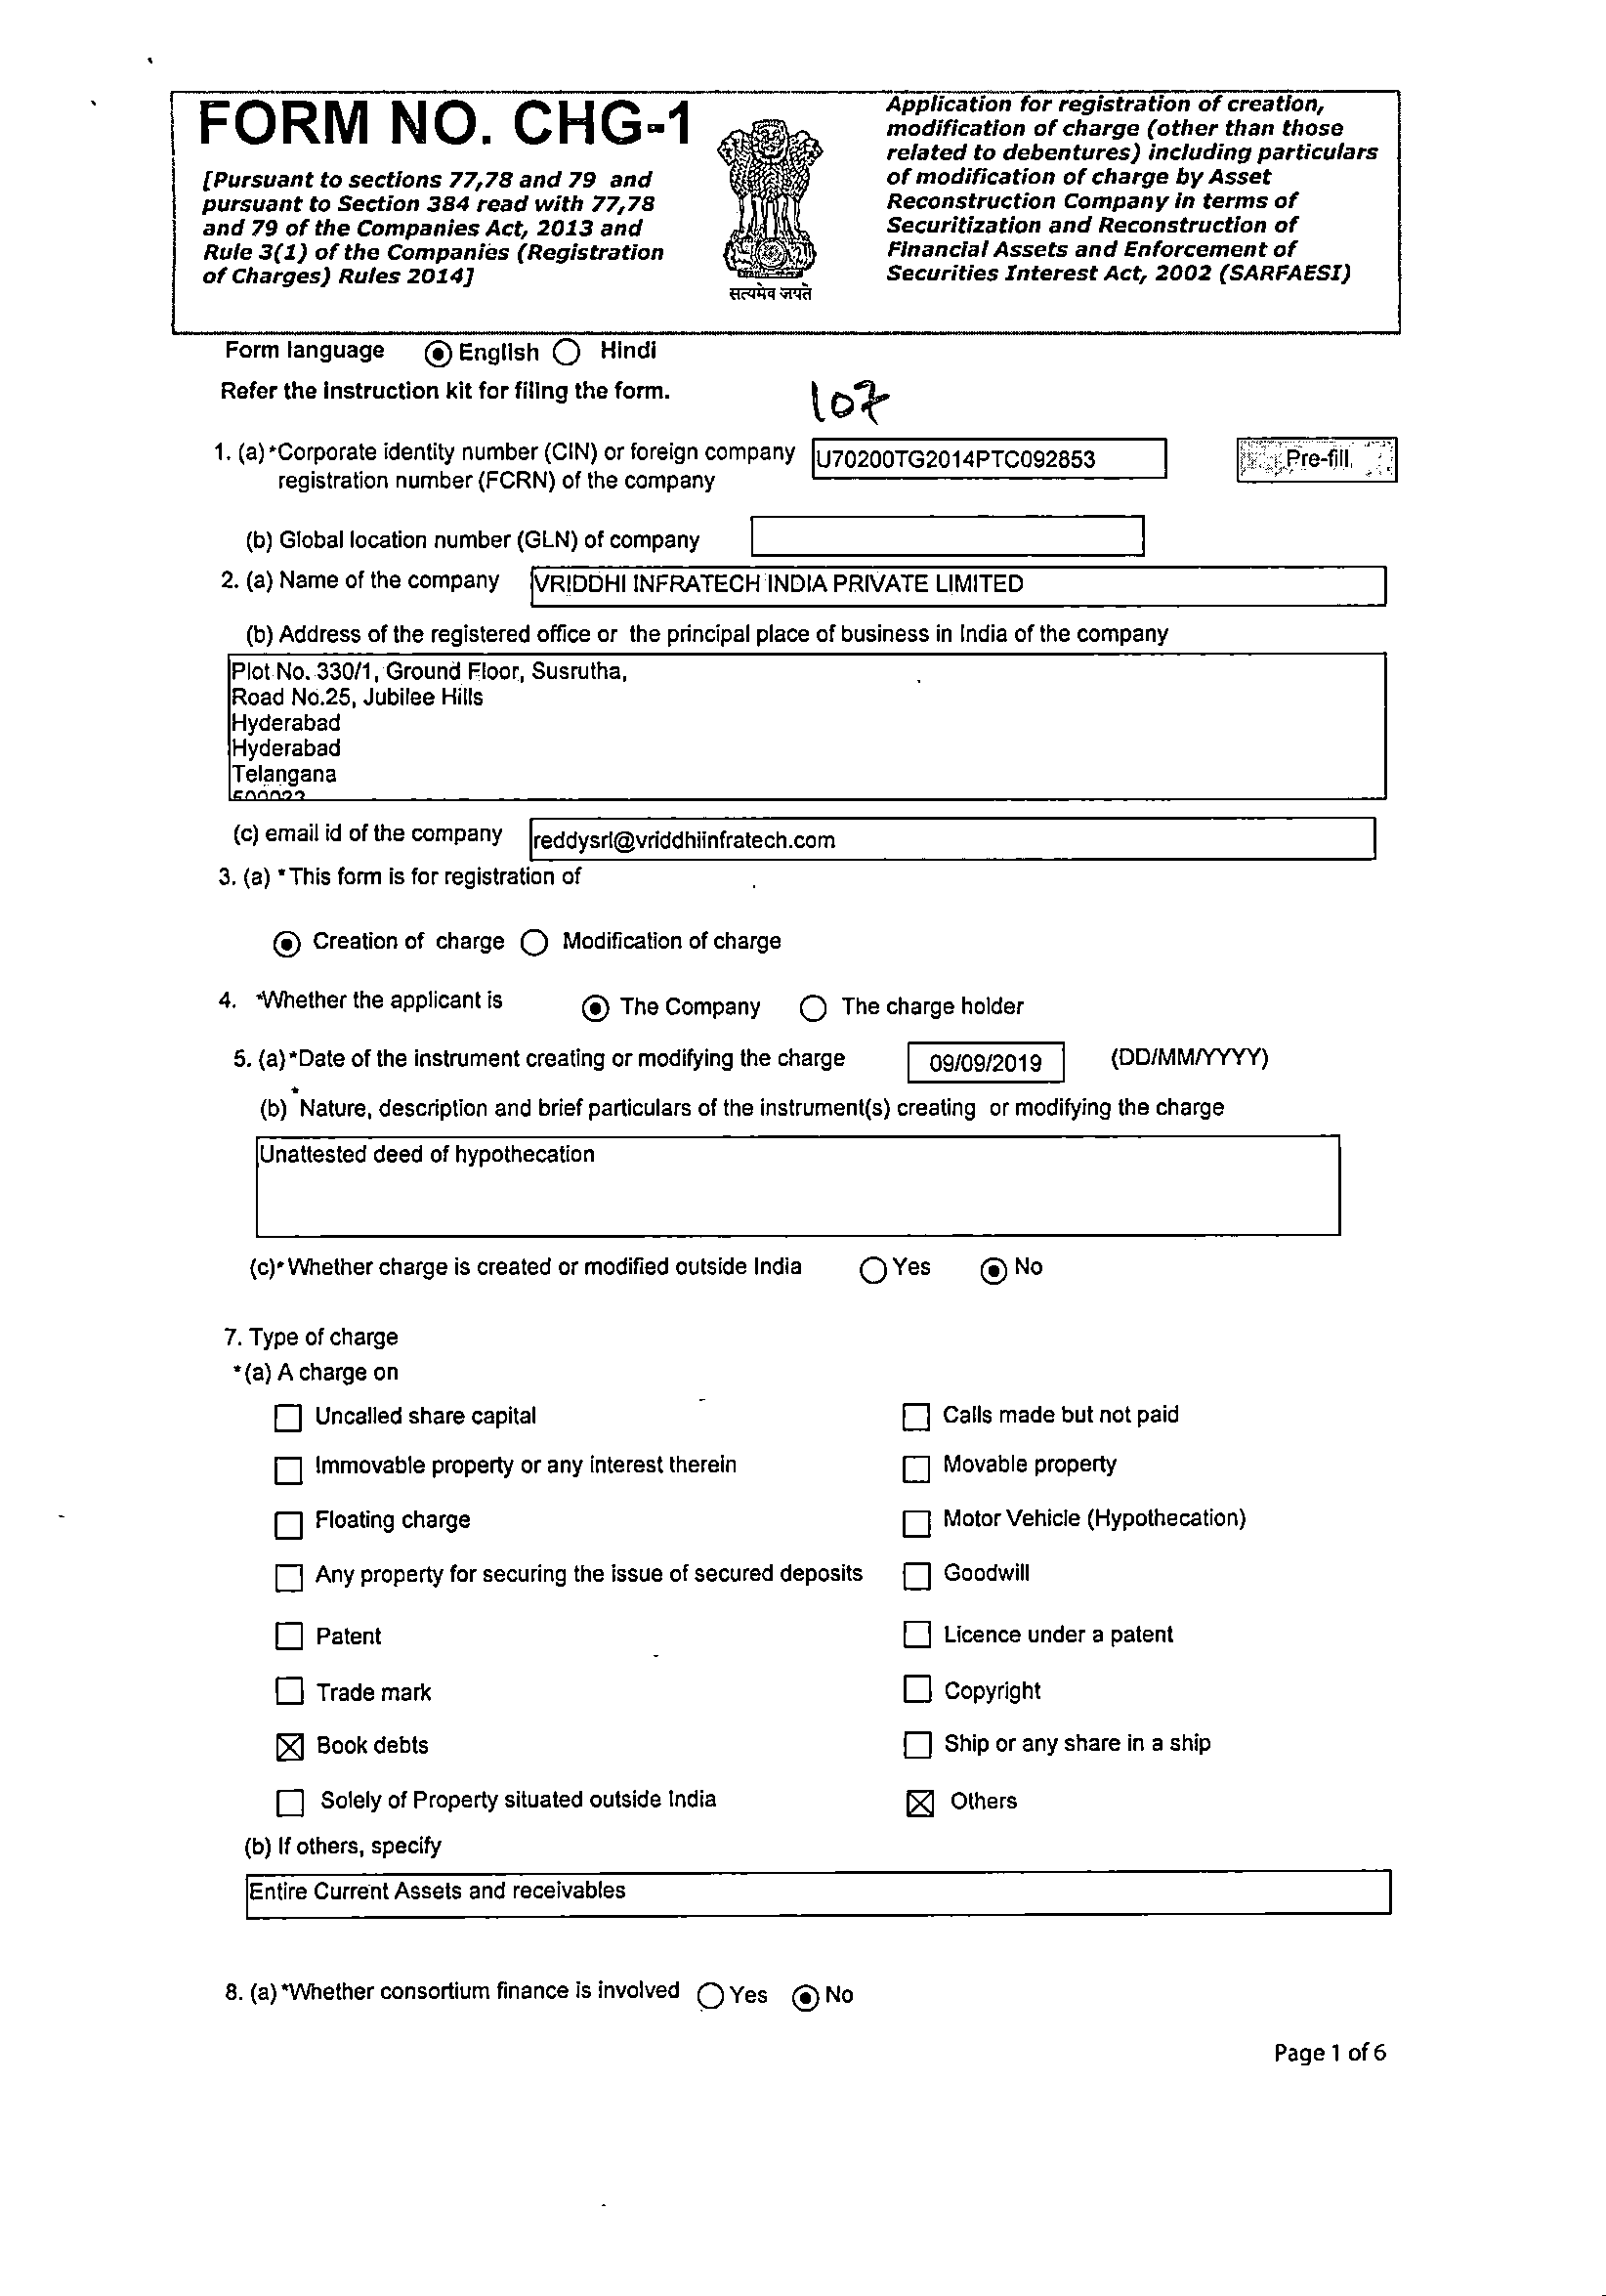 FORM NO. CHG-1
[Pursuant to sections 77,78 and 79 and
pursuant to Section 384 read with 77,78
and 79 of the Companies Act, 2013 and
Rule 3(1) of the Companies (Registration
of Charges) Rules 2014]
सत्यमेव जयते
Application for registration of creation,
modification of charge (other than those
related to debentures) including particulars
of modification of charge by Asset
Reconstruction Company in terms of
Securitization and Reconstruction of
Financial Assets and Enforcement of
Securities Interest Act, 2002 (SARFAESI)
Form language English Hindi
Refer the instruction kit for filing the form.
107
1. (a) *Corporate identity number (CIN) or foreign company U70200TG2014PTC092853 Pre-fill
registration number (FCRN) of the company
(b) Global location number (GLN) of company
2. (a) Name of the company VRIDDHI INFRATECH INDIA PRIVATE LIMITED
(b) Address of the registered office or the principal place of business in India of the company
Plot No. 330/1, Ground Floor, Susrutha,
Road No.25, Jubilee Hills
Hyderabad
Hyderabad
Telangana
(c) email id of the company reddysri@vriddhiinfratech.com
3. (a) *This form is for registration of
Creation of charge Modification of charge
4. *Whether the applicant is The Company The charge holder
5. (a) *Date of the instrument creating or modifying the charge 09/09/2019 (DD/MM/YYYY)
(b) *Nature, description and brief particulars of the instrument(s) creating or modifying the charge
Unattested deed of hypothecation
(c)* Whether charge is created or modified outside India Yes No
7. Type of charge
*(a) A charge on
Uncalled share capital Calls made but not paid
Immovable property or any interest therein Movable property
Floating charge Motor Vehicle (Hypothecation)
Any property for securing the issue of secured deposits Goodwill
Patent Licence under a patent
Trade mark Copyright
Book debts Ship or any share in a ship
Solely of Property situated outside India Others
(b) If others, specify
Entire Current Assets and receivables
8. (a) *Whether consortium finance is involved Yes No
Page 1 of 6